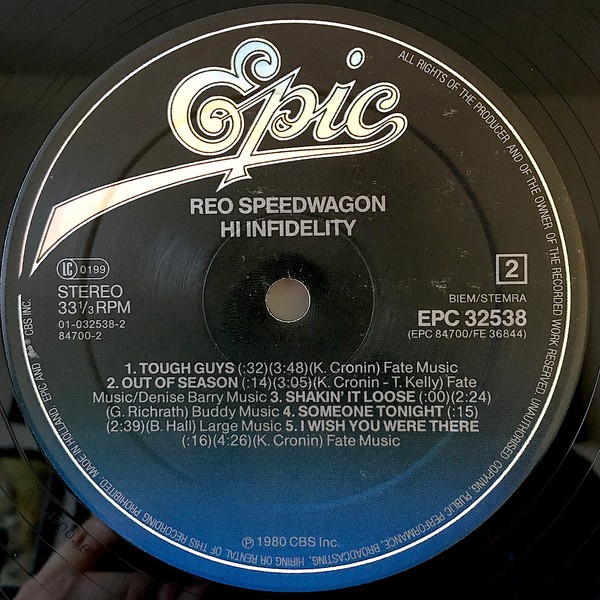 Epic
REO SPEEDWAGON
HI INFIDELITY
LC 0199
STEREO
33 1/3 RPM
01-032538-2
84700-2
2
BIEM/STEMRA
EPC 32538
(EPC 84700/FE 36844)
1. TOUGH GUYS (:32)(3:48)(K. Cronin) Fate Music
2. OUT OF SEASON (:14)(3:05)(K. Cronin - T. Kelly) Fate
Music/Denise Barry Music 3. SHAKIN' IT LOOSE (:00)(2:24)
(G. Richrath) Buddy Music 4. SOMEONE TONIGHT (:15)
(2:39)(B. Hall) Large Music 5. I WISH YOU WERE THERE
(:16)(4:26)(K. Cronin) Fate Music
℗ 1980 CBS Inc.
ALL RIGHTS OF THE PRODUCER AND OF THE OWNER OF THE RECORDED WORK RESERVED UNAUTHORISED COPYING, PUBLIC PERFORMANCE, BROADCASTING, HIRING OR RENTAL OF THIS RECORDING PROHIBITED MADE IN HOLLAND, EPIC AND CBS INC.